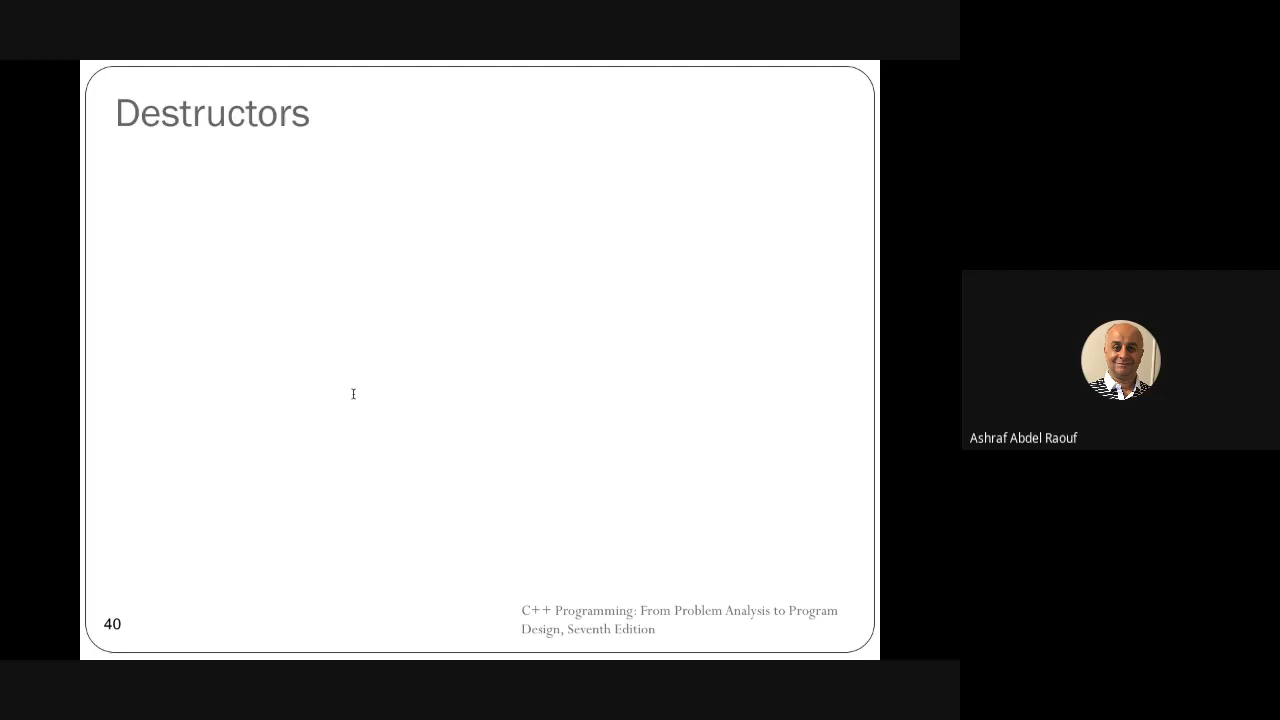 Destructors
40
C++ Programming: From Problem Analysis to Program
Design, Seventh Edition
Ashraf Abdel Raouf